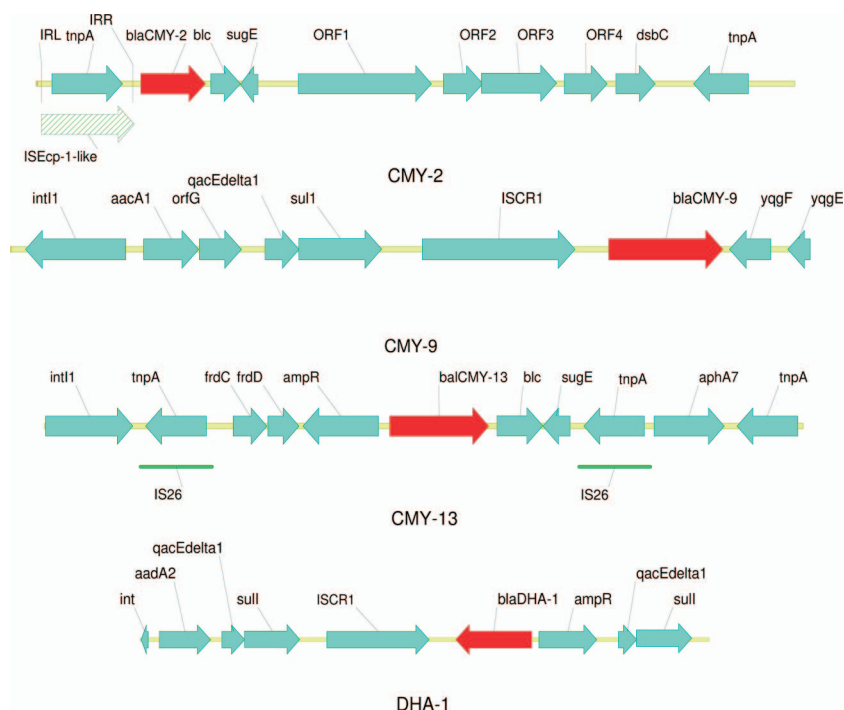 IRR
IRL tnpA blaCMY-2 blc sugE ORF1 ORF2 ORF3 ORF4 dsbC tnpA
ISEcp-1-like
CMY-2
qacEdelta1
intI1 aacA1 orfG sul1 ISCR1 blaCMY-9 yqgF yqgE
CMY-9
intI1 tnpA frdC frdD ampR balCMY-13 blc sugE tnpA aphA7 tnpA
IS26 IS26
CMY-13
qacEdelta1
aadA2 qacEdelta1
int sulI ISCR1 blaDHA-1 ampR sulI
DHA-1